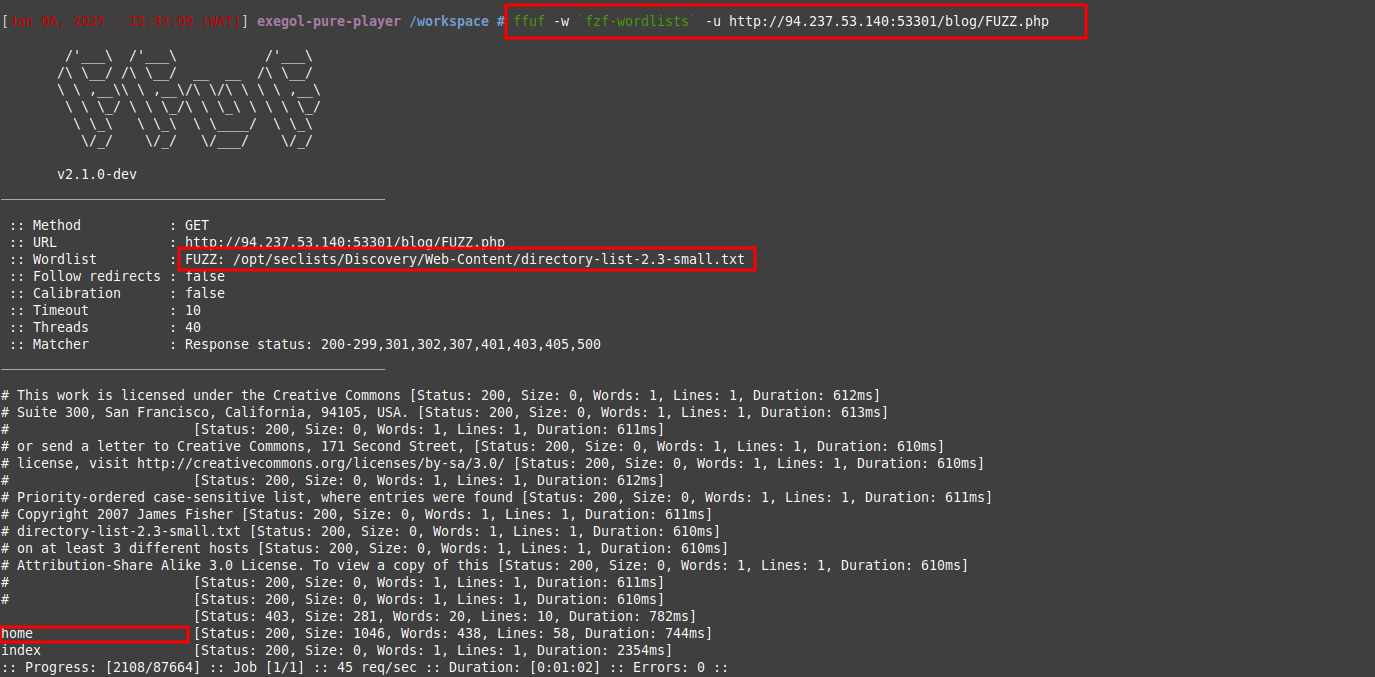 [Jan 06, 2025 - 15:32:09 (WAT)] exegol-pure-player /workspace # ffuf -w `fzf-wordlists` -u http://94.237.53.140:53301/blog/FUZZ.php
        /'___\  /'___\           /'___\
       /\ \__/ /\ \__/  __  __  /\ \__/
       \ \ ,__\\ \ ,__\/\ \/\ \ \ \ ,__\
        \ \ \_/ \ \ \_/\ \ \_\ \ \ \ \_/
         \ \_\   \ \_\  \ \____/  \ \_\
          \/_/    \/_/   \/___/    \/_/
       v2.1.0-dev
________________________________________________
 :: Method           : GET
 :: URL              : http://94.237.53.140:53301/blog/FUZZ.php
 :: Wordlist         : FUZZ: /opt/seclists/Discovery/Web-Content/directory-list-2.3-small.txt
 :: Follow redirects : false
 :: Calibration      : false
 :: Timeout          : 10
 :: Threads          : 40
 :: Matcher          : Response status: 200-299,301,302,307,401,403,405,500
________________________________________________
# This work is licensed under the Creative Commons [Status: 200, Size: 0, Words: 1, Lines: 1, Duration: 612ms]
# Suite 300, San Francisco, California, 94105, USA. [Status: 200, Size: 0, Words: 1, Lines: 1, Duration: 613ms]
#                       [Status: 200, Size: 0, Words: 1, Lines: 1, Duration: 611ms]
# or send a letter to Creative Commons, 171 Second Street, [Status: 200, Size: 0, Words: 1, Lines: 1, Duration: 610ms]
# license, visit http://creativecommons.org/licenses/by-sa/3.0/ [Status: 200, Size: 0, Words: 1, Lines: 1, Duration: 610ms]
#                       [Status: 200, Size: 0, Words: 1, Lines: 1, Duration: 612ms]
# Priority-ordered case-sensitive list, where entries were found [Status: 200, Size: 0, Words: 1, Lines: 1, Duration: 611ms]
# Copyright 2007 James Fisher [Status: 200, Size: 0, Words: 1, Lines: 1, Duration: 611ms]
# directory-list-2.3-small.txt [Status: 200, Size: 0, Words: 1, Lines: 1, Duration: 610ms]
# on at least 3 different hosts [Status: 200, Size: 0, Words: 1, Lines: 1, Duration: 610ms]
# Attribution-Share Alike 3.0 License. To view a copy of this [Status: 200, Size: 0, Words: 1, Lines: 1, Duration: 610ms]
#                       [Status: 200, Size: 0, Words: 1, Lines: 1, Duration: 611ms]
#                       [Status: 200, Size: 0, Words: 1, Lines: 1, Duration: 610ms]
                        [Status: 403, Size: 281, Words: 20, Lines: 10, Duration: 782ms]
home                    [Status: 200, Size: 1046, Words: 438, Lines: 58, Duration: 744ms]
index                   [Status: 200, Size: 0, Words: 1, Lines: 1, Duration: 2354ms]
:: Progress: [2108/87664] :: Job [1/1] :: 45 req/sec :: Duration: [0:01:02] :: Errors: 0 ::